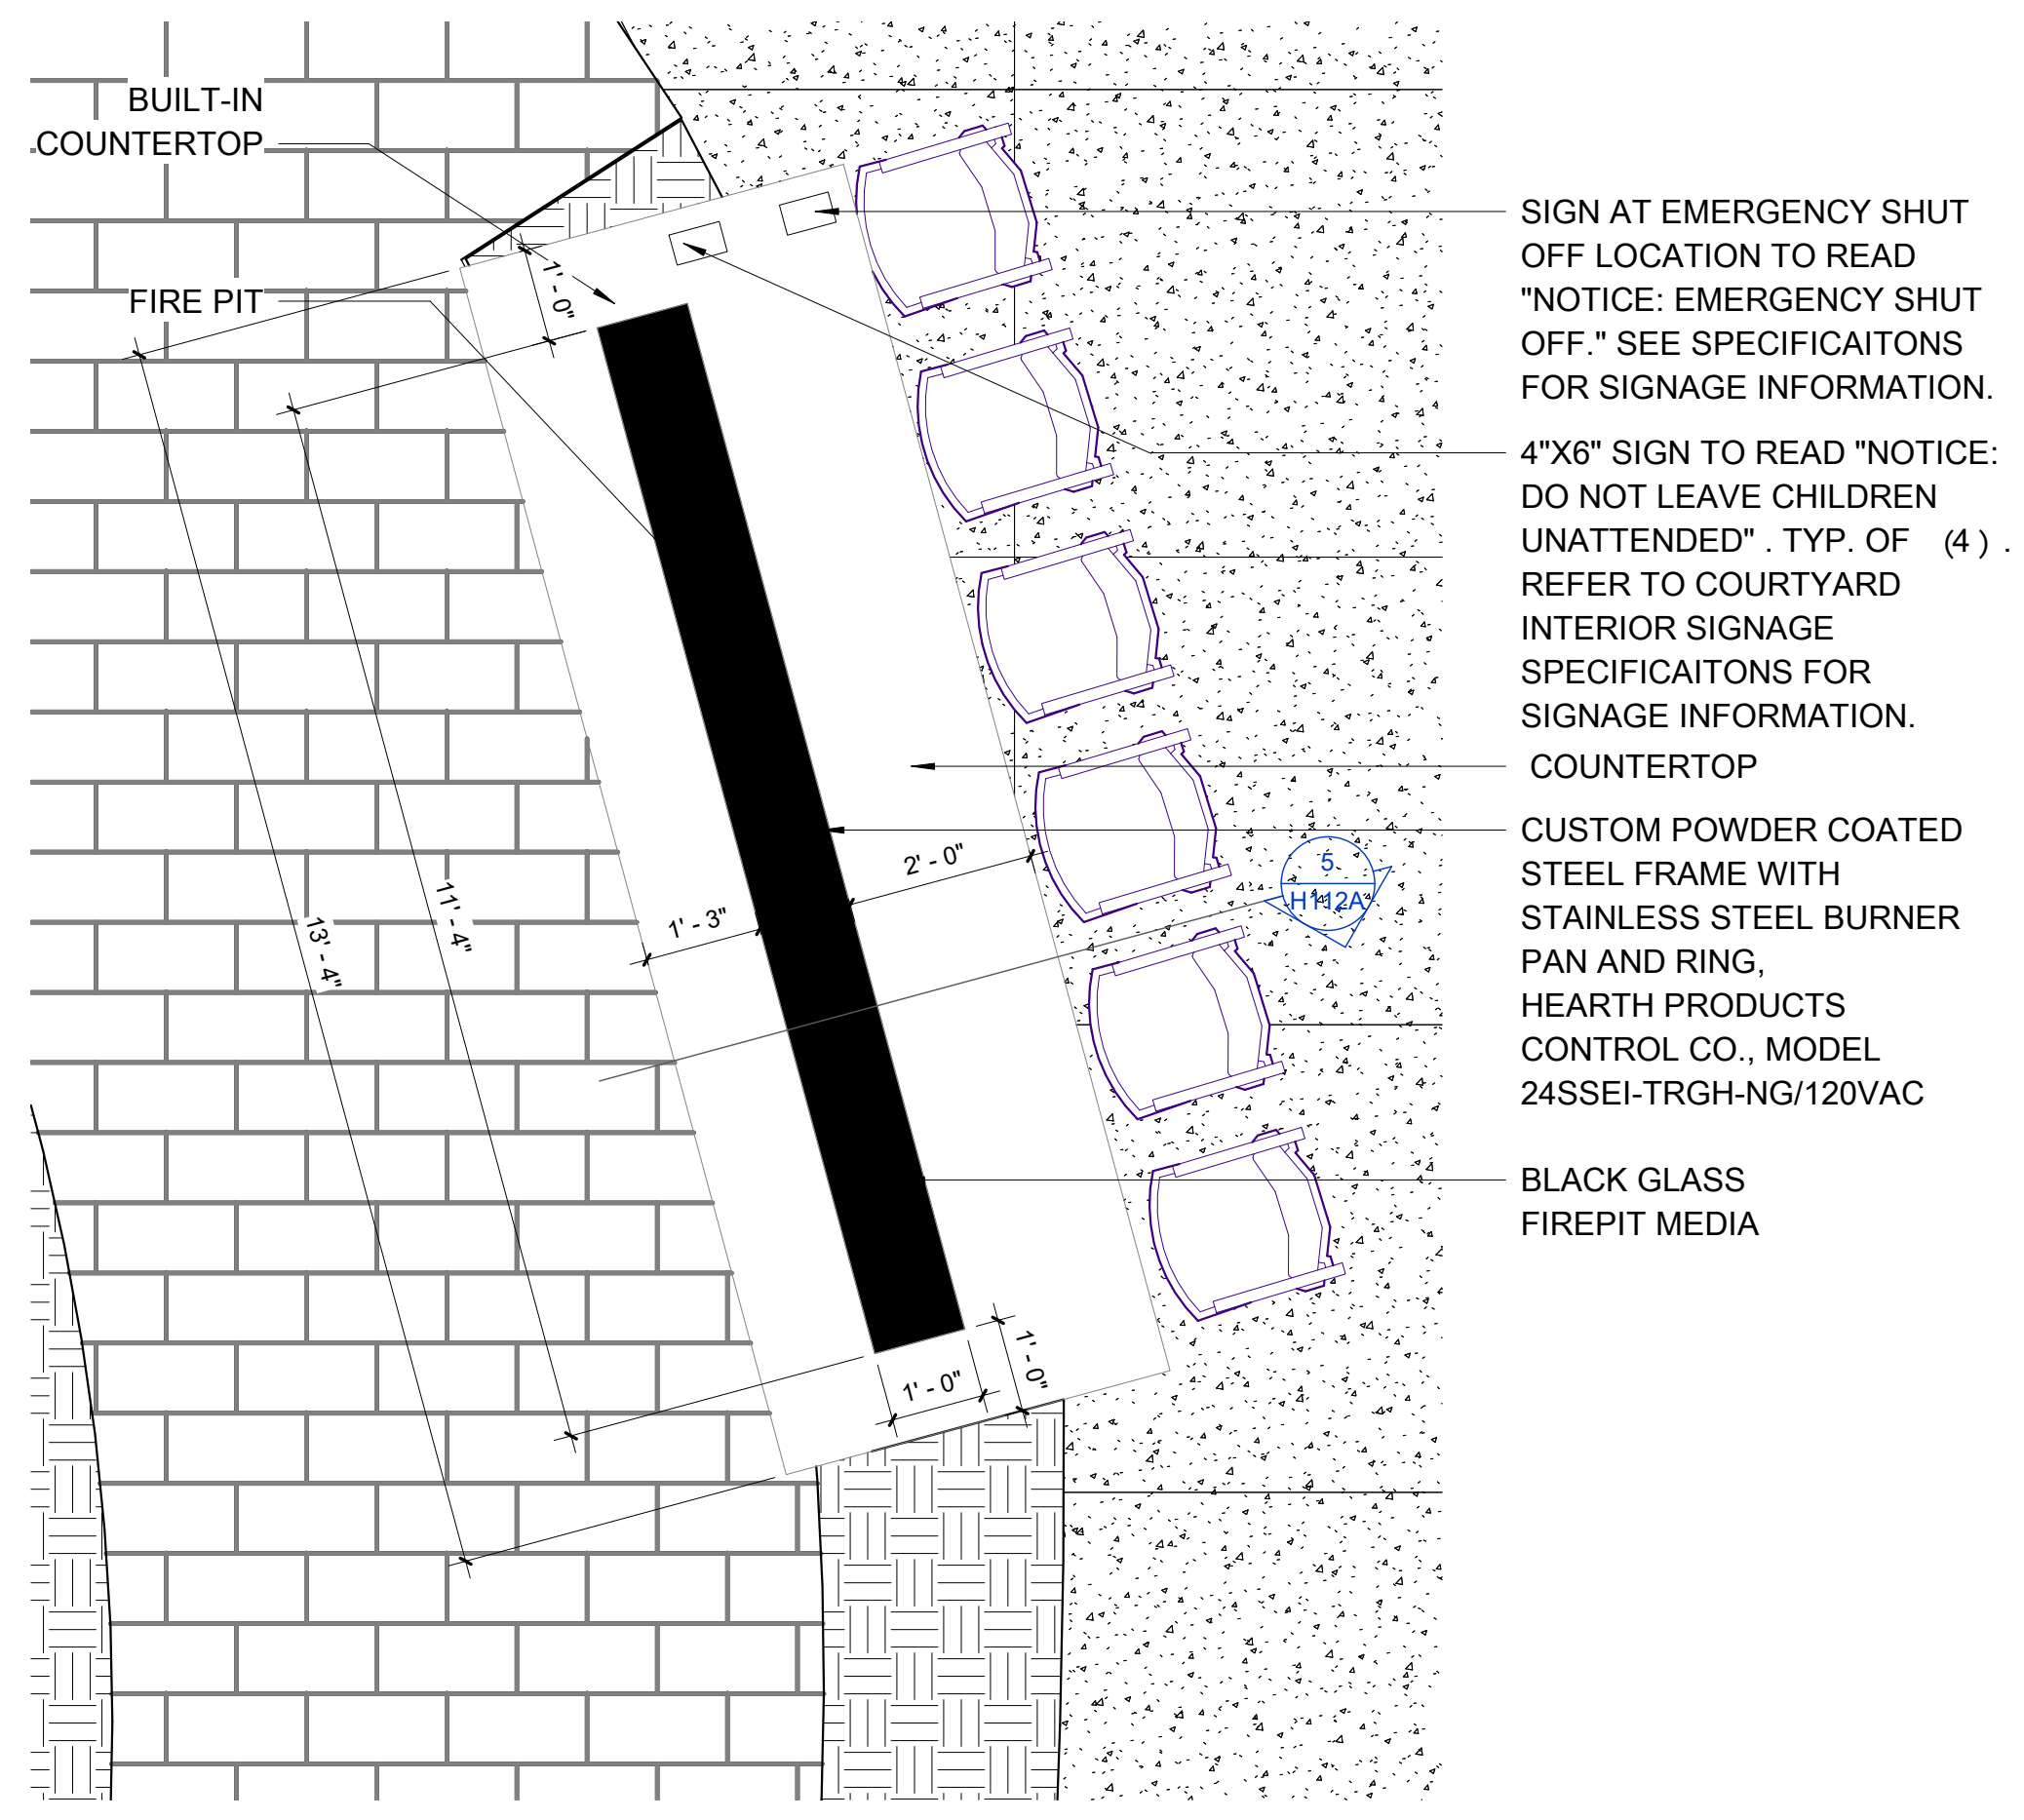 BUILT-IN
COUNTERTOP
FIRE PIT
1' - 0"
13' - 4"
11' - 4"
1' - 3"
2' - 0"
1' - 0"
1' - 0"
5
H112A
SIGN AT EMERGENCY SHUT
OFF LOCATION TO READ
"NOTICE: EMERGENCY SHUT
OFF." SEE SPECIFICAITONS
FOR SIGNAGE INFORMATION.
4"X6" SIGN TO READ "NOTICE:
DO NOT LEAVE CHILDREN
UNATTENDED" . TYP. OF (4) .
REFER TO COURTYARD
INTERIOR SIGNAGE
SPECIFICAITONS FOR
SIGNAGE INFORMATION.
COUNTERTOP
CUSTOM POWDER COATED
STEEL FRAME WITH
STAINLESS STEEL BURNER
PAN AND RING,
HEARTH PRODUCTS
CONTROL CO., MODEL
24SSEI-TRGH-NG/120VAC
BLACK GLASS
FIREPIT MEDIA